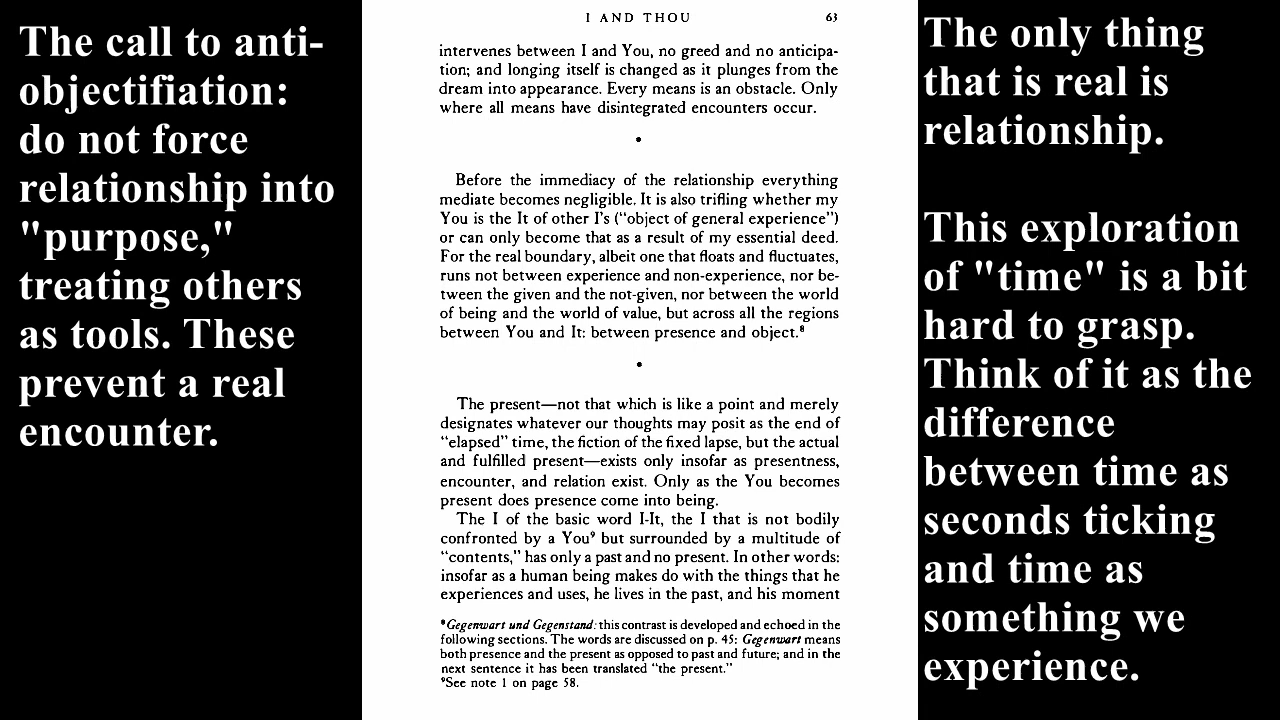 The call to anti-
objectifiation:
do not force
relationship into
"purpose,"
treating others
as tools. These
prevent a real
encounter.
I AND THOU 63
intervenes between I and You, no greed and no anticipa-
tion; and longing itself is changed as it plunges from the
dream into appearance. Every means is an obstacle. Only
where all means have disintegrated encounters occur.
•
Before the immediacy of the relationship everything
mediate becomes negligible. It is also trifling whether my
You is the It of other I's ("object of general experience")
or can only become that as a result of my essential deed.
For the real boundary, albeit one that floats and fluctuates,
runs not between experience and non-experience, nor be-
tween the given and the not-given, nor between the world
of being and the world of value, but across all the regions
between You and It: between presence and object.⁸
•
The present—not that which is like a point and merely
designates whatever our thoughts may posit as the end of
"elapsed" time, the fiction of the fixed lapse, but the actual
and fulfilled present—exists only insofar as presentness,
encounter, and relation exist. Only as the You becomes
present does presence come into being.
The I of the basic word I-It, the I that is not bodily
confronted by a You⁹ but surrounded by a multitude of
"contents," has only a past and no present. In other words:
insofar as a human being makes do with the things that he
experiences and uses, he lives in the past, and his moment
⁸Gegenwart und Gegenstand: this contrast is developed and echoed in the
following sections. The words are discussed on p. 45: Gegenwart means
both presence and the present as opposed to past and future; and in the
next sentence it has been translated "the present."
⁹See note 1 on page 58.
The only thing
that is real is
relationship.
This exploration
of "time" is a bit
hard to grasp.
Think of it as the
difference
between time as
seconds ticking
and time as
something we
experience.